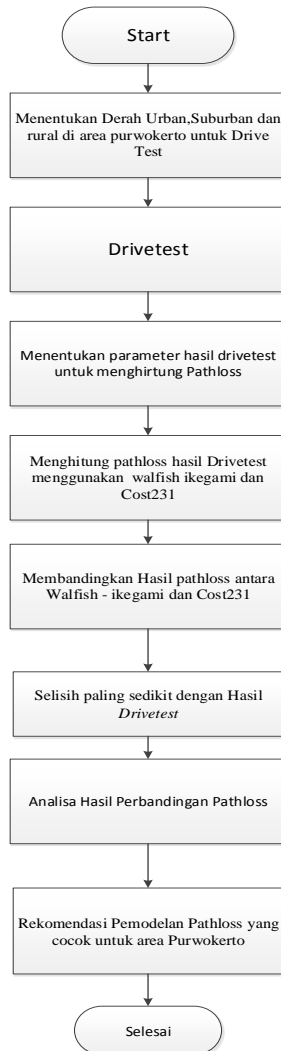 Start
Menentukan Derah Urban,Suburban dan
rural di area purwokerto untuk Drive
Test
Drivetest
Menentukan parameter hasil drivetest
untuk menghirtung Pathloss
Menghitung pathloss hasil Drivetest
menggunakan walfish ikegami dan
Cost231
Membandingkan Hasil pathloss antara
Walfish - ikegami dan Cost231
Selisih paling sedikit dengan Hasil
Drivetest
Analisa Hasil Perbandingan Pathloss
Rekomendasi Pemodelan Pathloss yang
cocok untuk area Purwokerto
Selesai